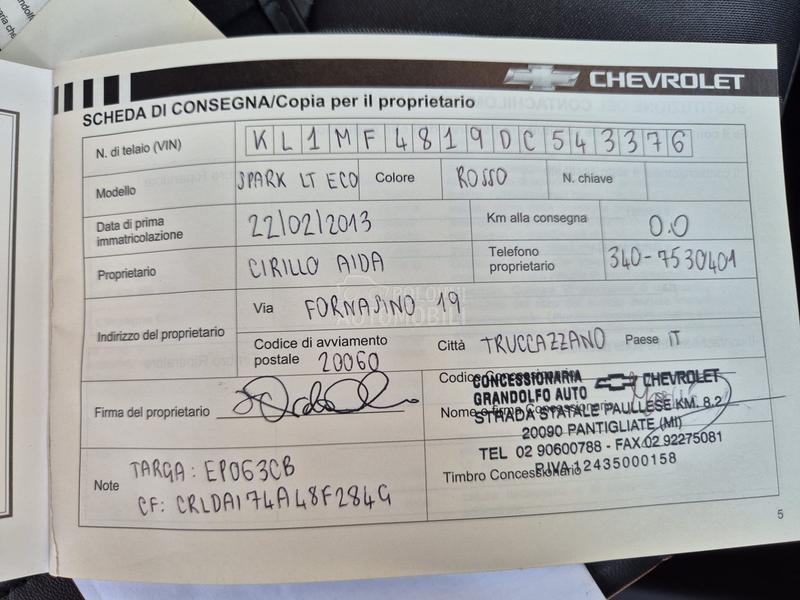 CHEVROLET
SCHEDA DI CONSEGNA/Copia per il proprietario
N. di telaio (VIN) KL1MF4819DC543376
Modello SPARK LT ECO Colore ROSSO N. chiave
Data di prima immatricolazione 22/02/2013 Km alla consegna 0.0
Proprietario CIRILLO AIDA Telefono proprietario 340-7530401
Indirizzo del proprietario Via FORNASINO 19
Codice di avviamento postale 20060 Città TRUCCAZZANO Paese IT
POLOVNI AUTOMOBILI
Firma del proprietario
Codice Concessionaria
Nome e firma Concessionario
CONCESSIONARIA CHEVROLET
GRANDOLFO AUTO
STRADA STATALE PAULLESE KM. 8.2
20090 PANTIGLIATE (MI)
TEL 02 90600788 - FAX 02 92275081
P.IVA 12435000158
Timbro Concessionario
Note TARGA: EP063CB
CF: CRLDAI74A48F284G
5